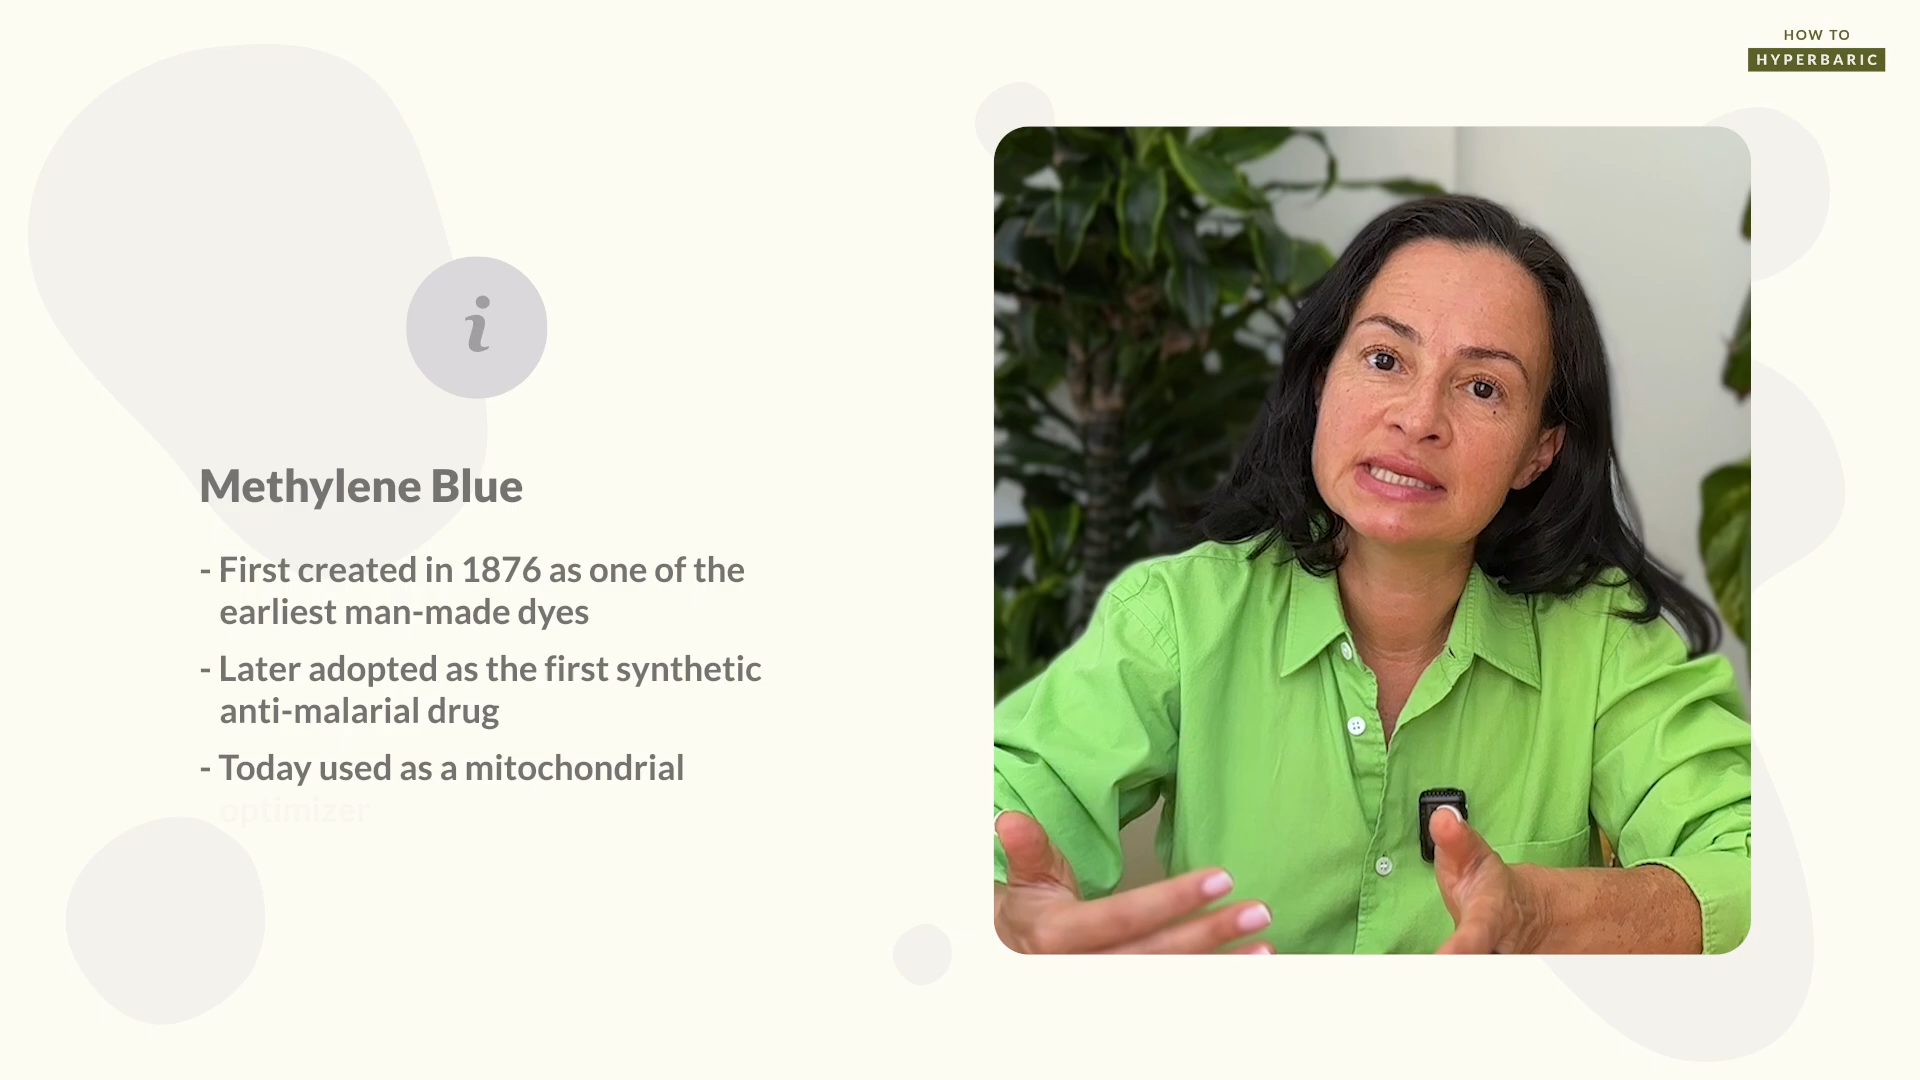 HOW TO
HYPERBARIC
i
Methylene Blue
- First created in 1876 as one of the
earliest man-made dyes
- Later adopted as the first synthetic
anti-malarial drug
- Today used as a mitochondrial
optimizer